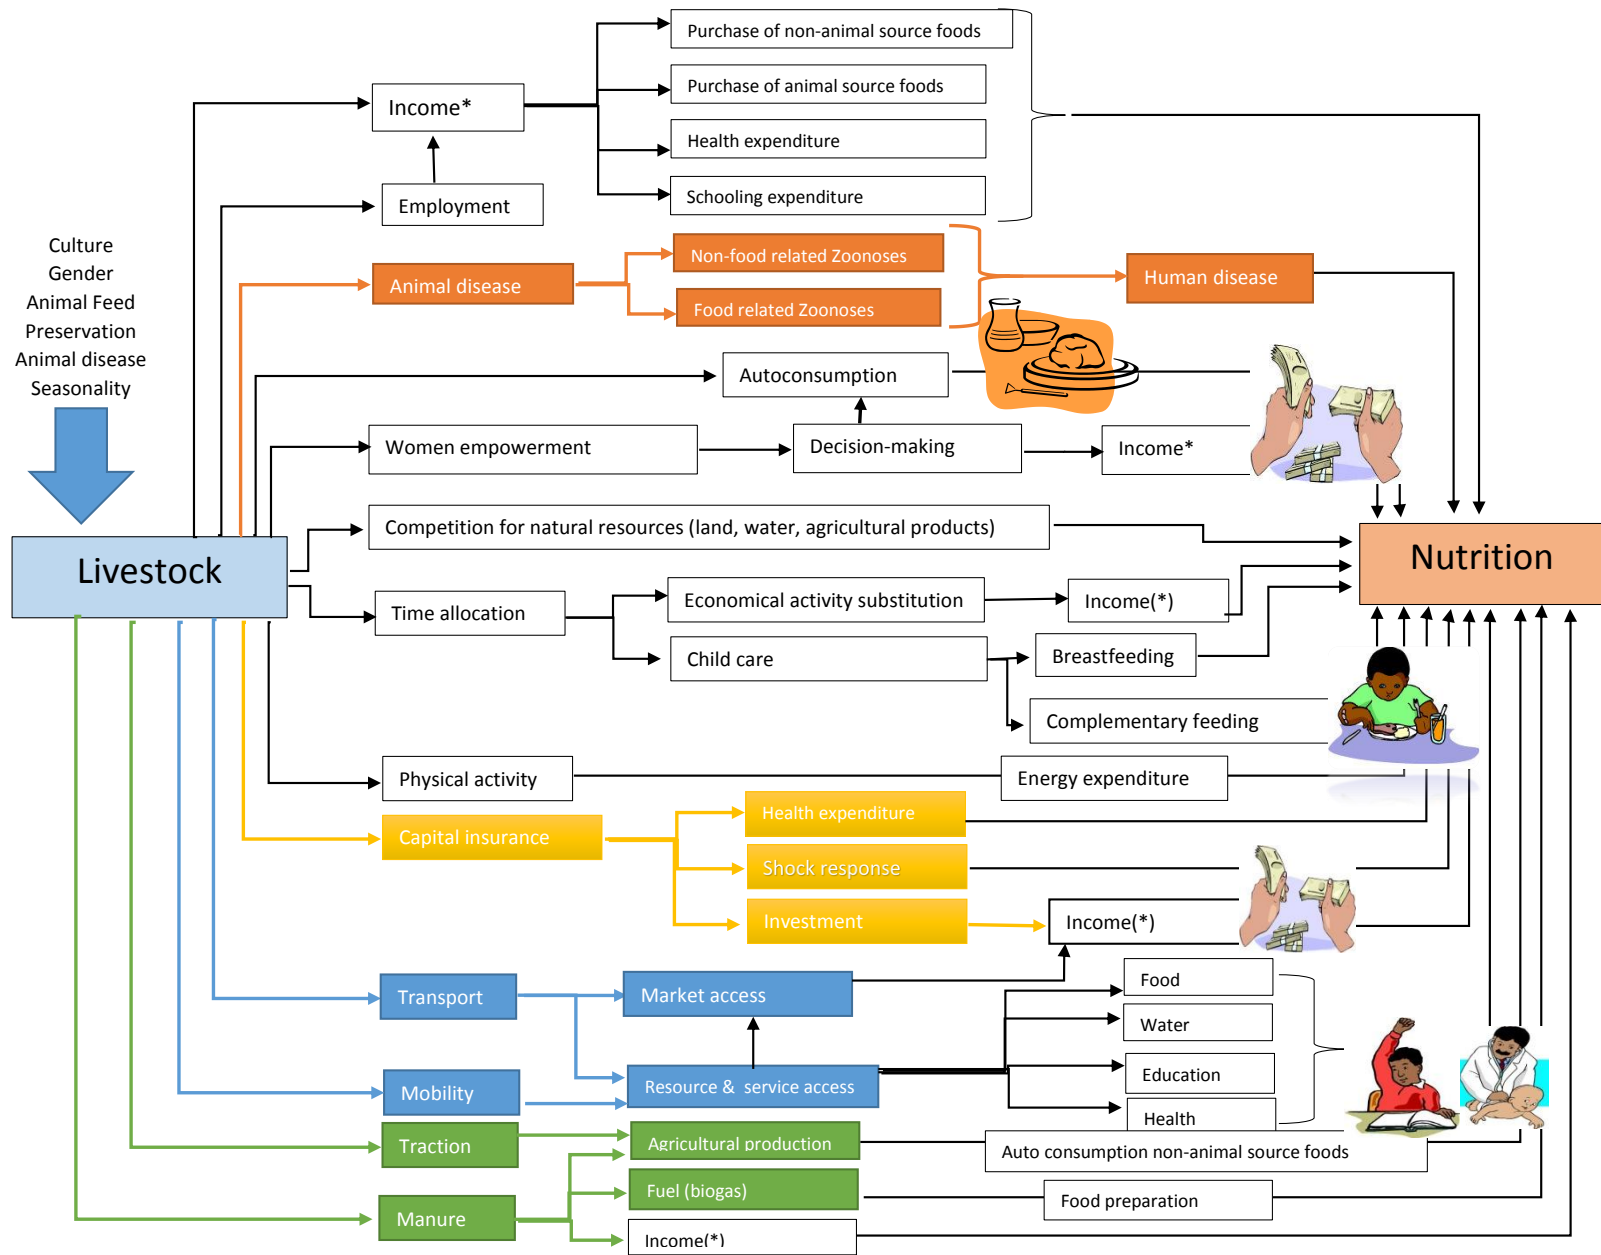 Purchase of non-animal source foods
Purchase of animal source foods
Income*
Health expenditure
Schooling expenditure
Employment
Culture
Gender
Animal Feed
Preservation
Animal disease
Seasonality
Non-food related Zoonoses
Animal disease
Human disease
Food related Zoonoses
Autoconsumption
Women empowerment
Decision-making
Income*
Competition for natural resources (land, water, agricultural products)
Livestock
Nutrition
Time allocation
Economical activity substitution
Income(*)
Child care
Breastfeeding
Complementary feeding
Physical activity
Energy expenditure
Capital insurance
Health expenditure
Shock response
Investment
Income(*)
Transport
Market access
Food
Water
Mobility
Resource & service access
Education
Health
Traction
Agricultural production
Auto consumption non-animal source foods
Manure
Fuel (biogas)
Food preparation
Income(*)